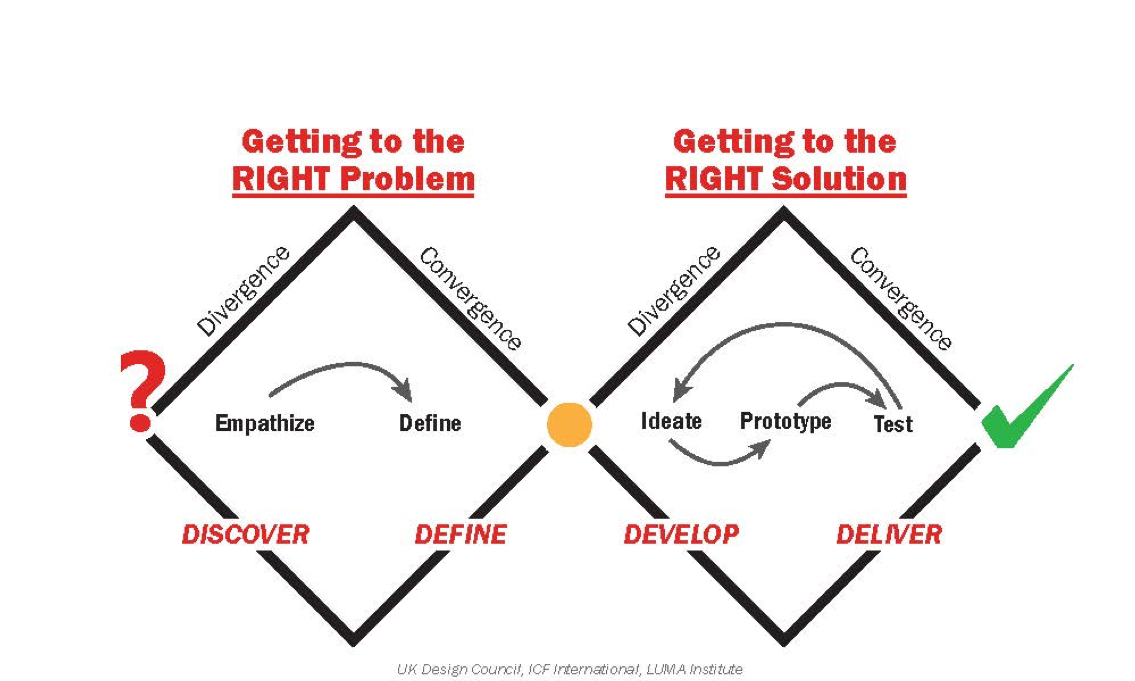 Getting to the
RIGHT Problem
Getting to the
RIGHT Solution
Divergence
Convergence
Divergence
Convergence
?
Empathize
Define
Ideate
Prototype
Test
DISCOVER
DEFINE
DEVELOP
DELIVER
UK Design Council, ICF International, LUMA Institute